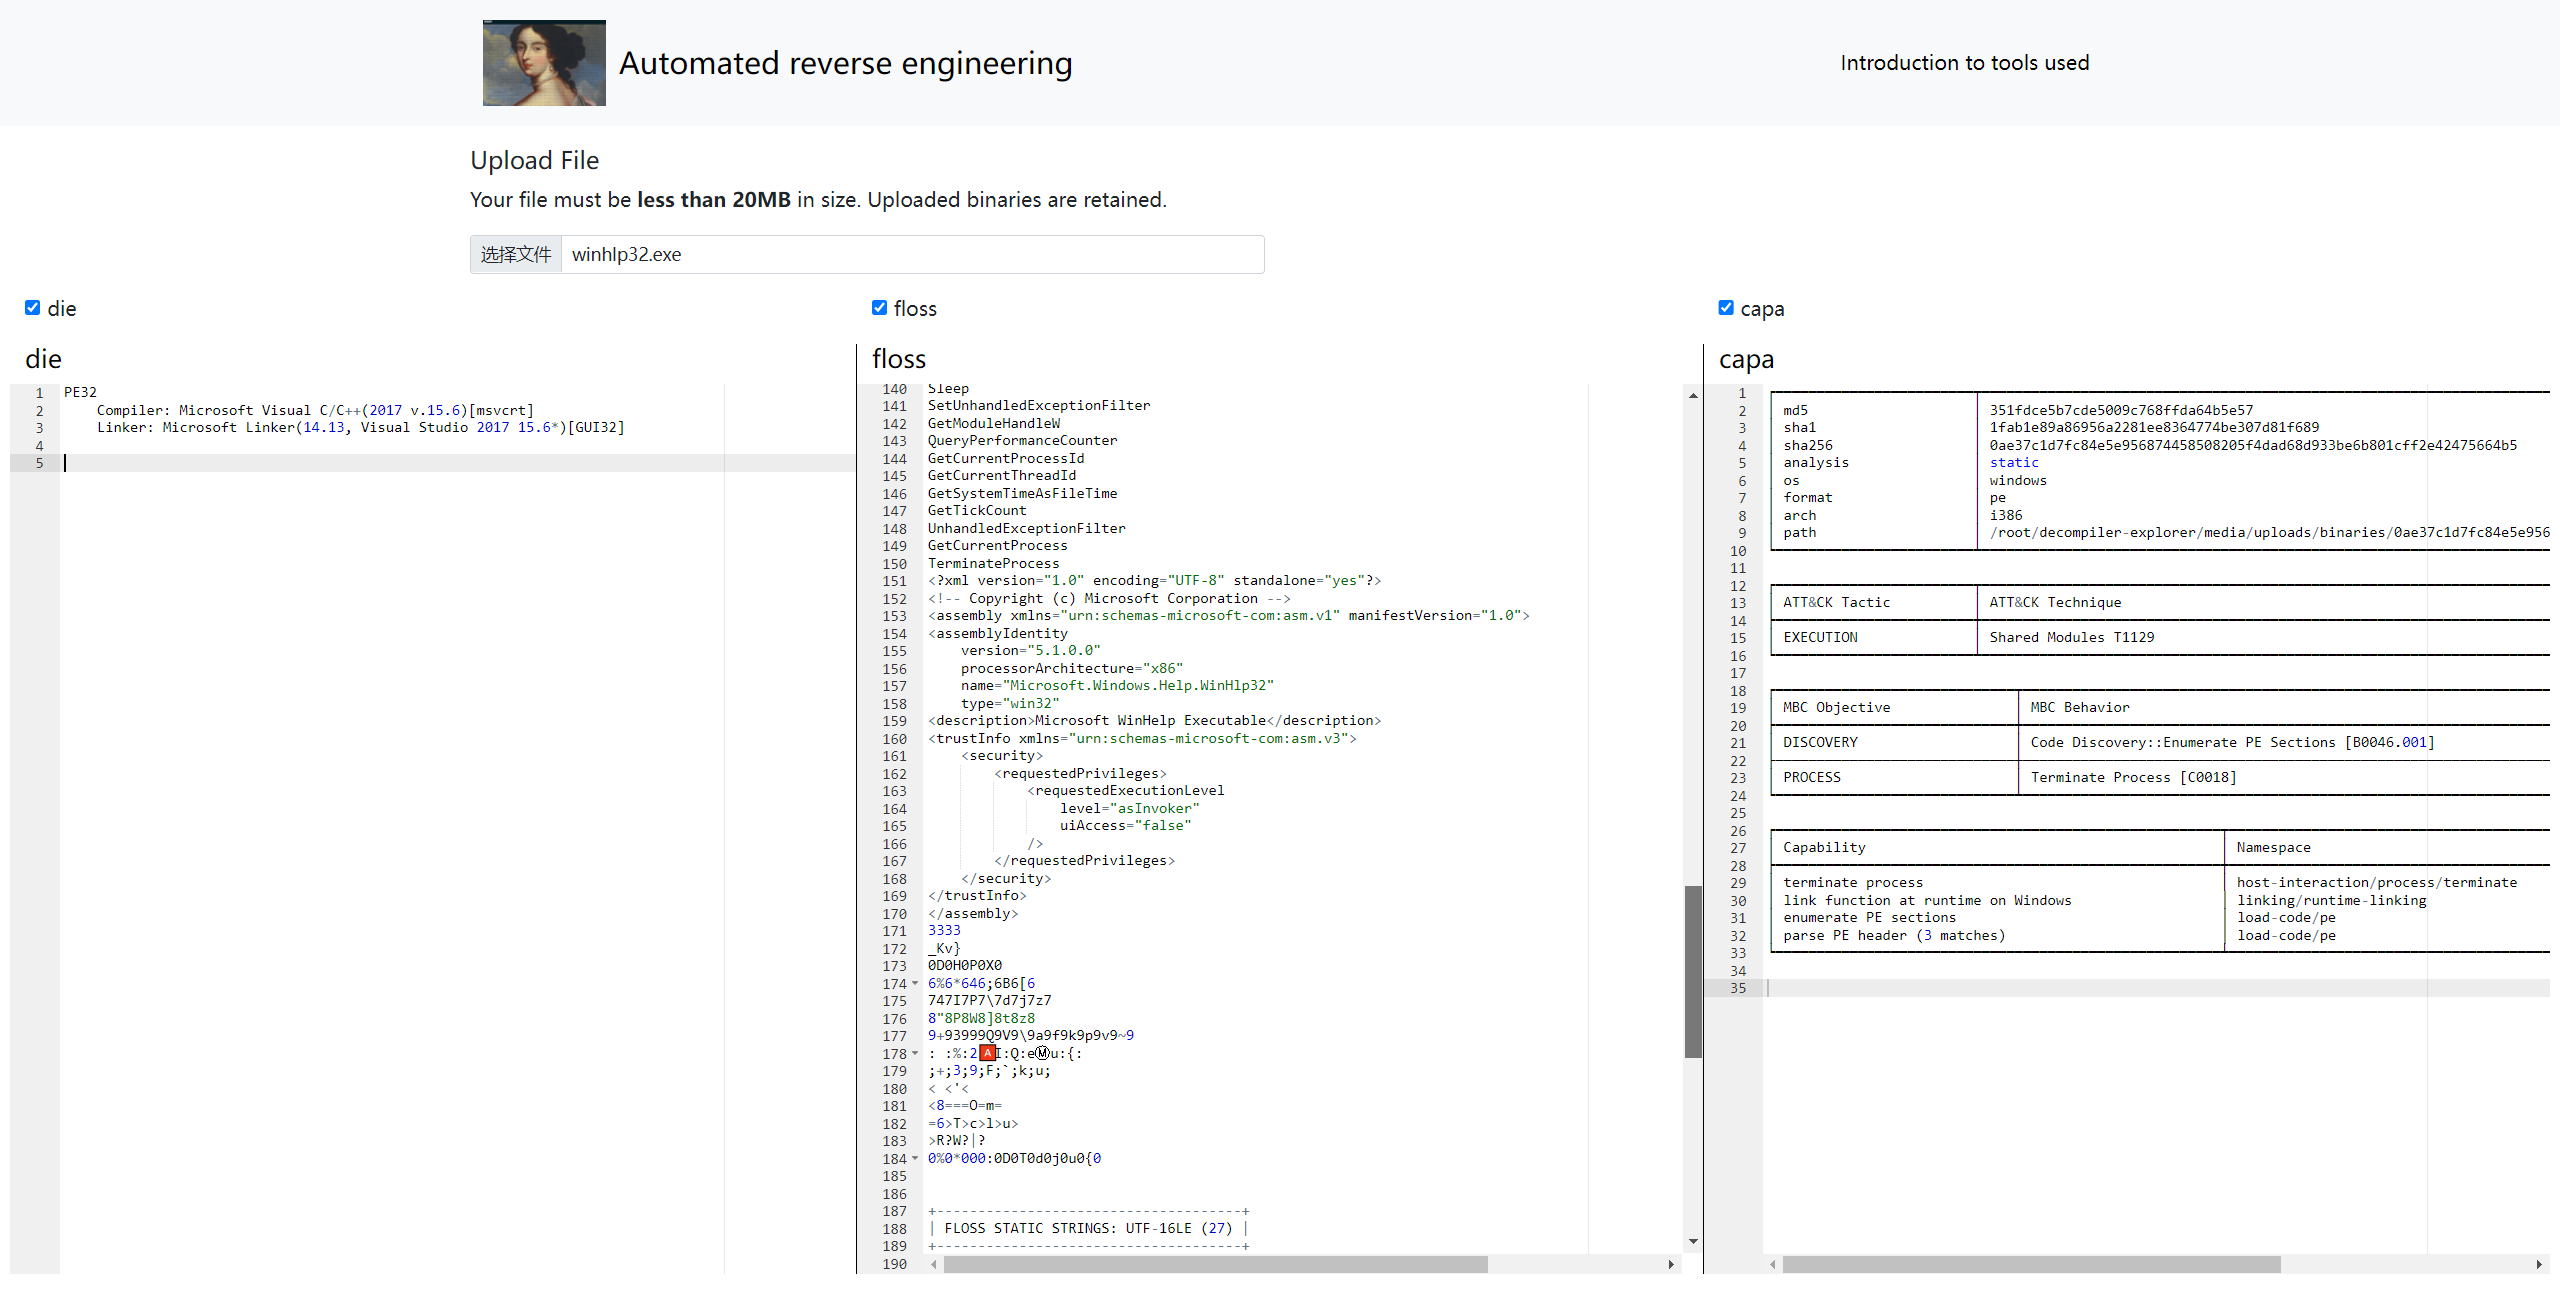 Automated reverse engineering
Introduction to tools used
Upload File
Your file must be less than 20MB in size. Uploaded binaries are retained.
选择文件 winhlp32.exe
die
floss
capa
die
1 PE32
2 Compiler: Microsoft Visual C/C++(2017 v.15.6)[msvcrt]
3 Linker: Microsoft Linker(14.13, Visual Studio 2017 15.6*)[GUI32]
4
5
floss
140 Sleep
141 SetUnhandledExceptionFilter
142 GetModuleHandleW
143 QueryPerformanceCounter
144 GetCurrentProcessId
145 GetCurrentThreadId
146 GetSystemTimeAsFileTime
147 GetTickCount
148 UnhandledExceptionFilter
149 GetCurrentProcess
150 TerminateProcess
151 <?xml version="1.0" encoding="UTF-8" standalone="yes"?>
152 <!-- Copyright (c) Microsoft Corporation -->
153 <assembly xmlns="urn:schemas-microsoft-com:asm.v1" manifestVersion="1.0">
154 <assemblyIdentity
155 version="5.1.0.0"
156 processorArchitecture="x86"
157 name="Microsoft.Windows.Help.WinHlp32"
158 type="win32"
159 <description>Microsoft WinHelp Executable</description>
160 <trustInfo xmlns="urn:schemas-microsoft-com:asm.v3">
161 <security>
162 <requestedPrivileges>
163 <requestedExecutionLevel
164 level="asInvoker"
165 uiAccess="false"
166 />
167 </requestedPrivileges>
168 </security>
169 </trustInfo>
170 </assembly>
171 3333
172 _Kv}
173 0D0H0P0X0
174 6%6*646;6B6[6
175 747I7P7\7d7j7z7
176 8"8P8W8]8t8z8
177 9+93999Q9V9\9a9f9k9p9v9~9
178 : :%:2🅰I:Q:eⓂu:{:
179 ;+;3;9;F;`;k;u;
180 < <'<
181 <8===O=m=
182 =6>T>c>l>u>
183 >R?W?|?
184 0%0*000:0D0T0d0j0u0{0
185
186
187 +-------------------------------------+
188 | FLOSS STATIC STRINGS: UTF-16LE (27) |
189 +-------------------------------------+
190
capa
1
2 md5 351fdce5b7cde5009c768ffda64b5e57
3 sha1 1fab1e89a86956a2281ee8364774be307d81f689
4 sha256 0ae37c1d7fc84e5e956874458508205f4dad68d933be6b801cff2e42475664b5
5 analysis static
6 os windows
7 format pe
8 arch i386
9 path /root/decompiler-explorer/media/uploads/binaries/0ae37c1d7fc84e5e956
10
11
12
13 ATT&CK Tactic ATT&CK Technique
14
15 EXECUTION Shared Modules T1129
16
17
18
19 MBC Objective MBC Behavior
20
21 DISCOVERY Code Discovery::Enumerate PE Sections [B0046.001]
22
23 PROCESS Terminate Process [C0018]
24
25
26
27 Capability Namespace
28
29 terminate process host-interaction/process/terminate
30 link function at runtime on Windows linking/runtime-linking
31 enumerate PE sections load-code/pe
32 parse PE header (3 matches) load-code/pe
33
34
35